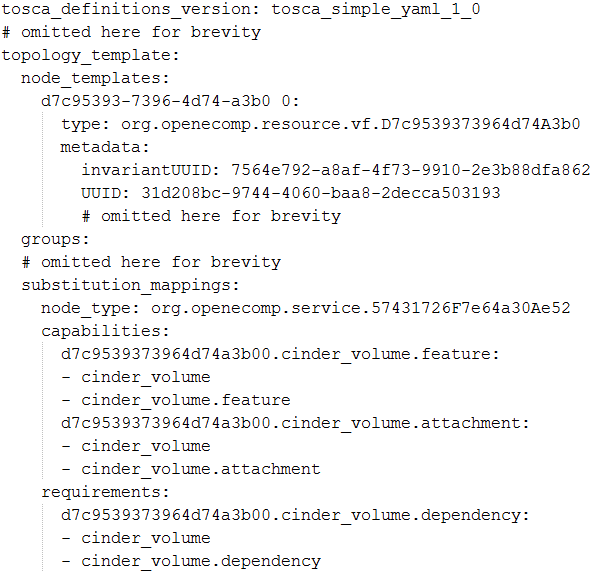 tosca_definitions_version: tosca_simple_yaml_1_0
# omitted here for brevity
topology_template:
  node_templates:
    d7c95393-7396-4d74-a3b0 0:
      type: org.openecomp.resource.vf.D7c9539373964d74A3b0
      metadata:
        invariantUUID: 7564e792-a8af-4f73-9910-2e3b88dfa862
        UUID: 31d208bc-9744-4060-baa8-2decca503193
        # omitted here for brevity
  groups:
  # omitted here for brevity
  substitution_mappings:
    node_type: org.openecomp.service.57431726F7e64a30Ae52
    capabilities:
      d7c9539373964d74a3b00.cinder_volume.feature:
      - cinder_volume
      - cinder_volume.feature
      d7c9539373964d74a3b00.cinder_volume.attachment:
      - cinder_volume
      - cinder_volume.attachment
    requirements:
      d7c9539373964d74a3b00.cinder_volume.dependency:
      - cinder_volume
      - cinder_volume.dependency